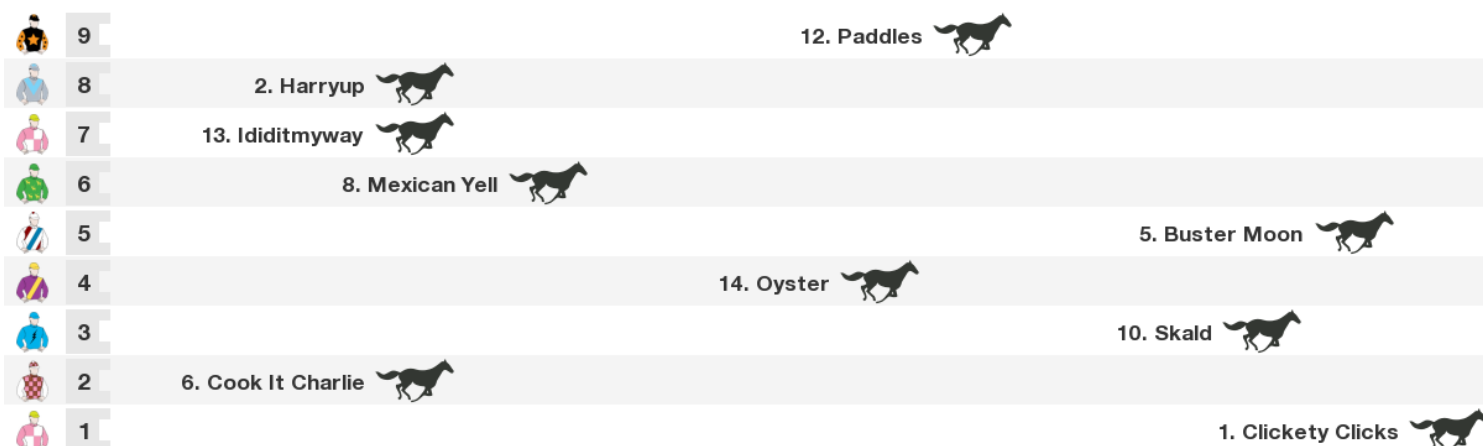 9 12. Paddles
8 2. Harryup
7 13. Ididitmyway
6 8. Mexican Yell
5 5. Buster Moon
4 14. Oyster
3 10. Skald
2 6. Cook It Charlie
1 1. Clickety Clicks